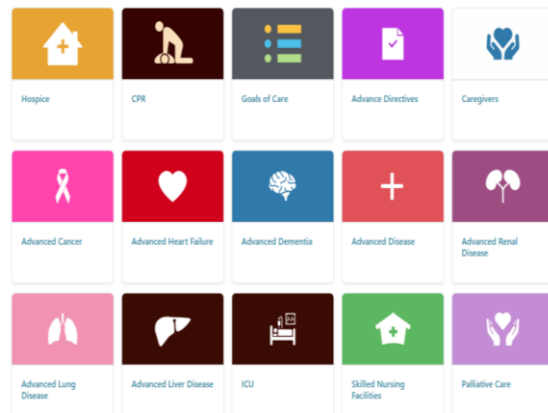 Hospice
CPR
Goals of Care
Advance Directives
Caregivers
Advanced Cancer
Advanced Heart Failure
Advanced Dementia
Advanced Disease
Advanced Renal
Disease
Advanced Lung
Disease
Advanced Liver Disease
ICU
Skilled Nursing
Facilities
Palliative Care